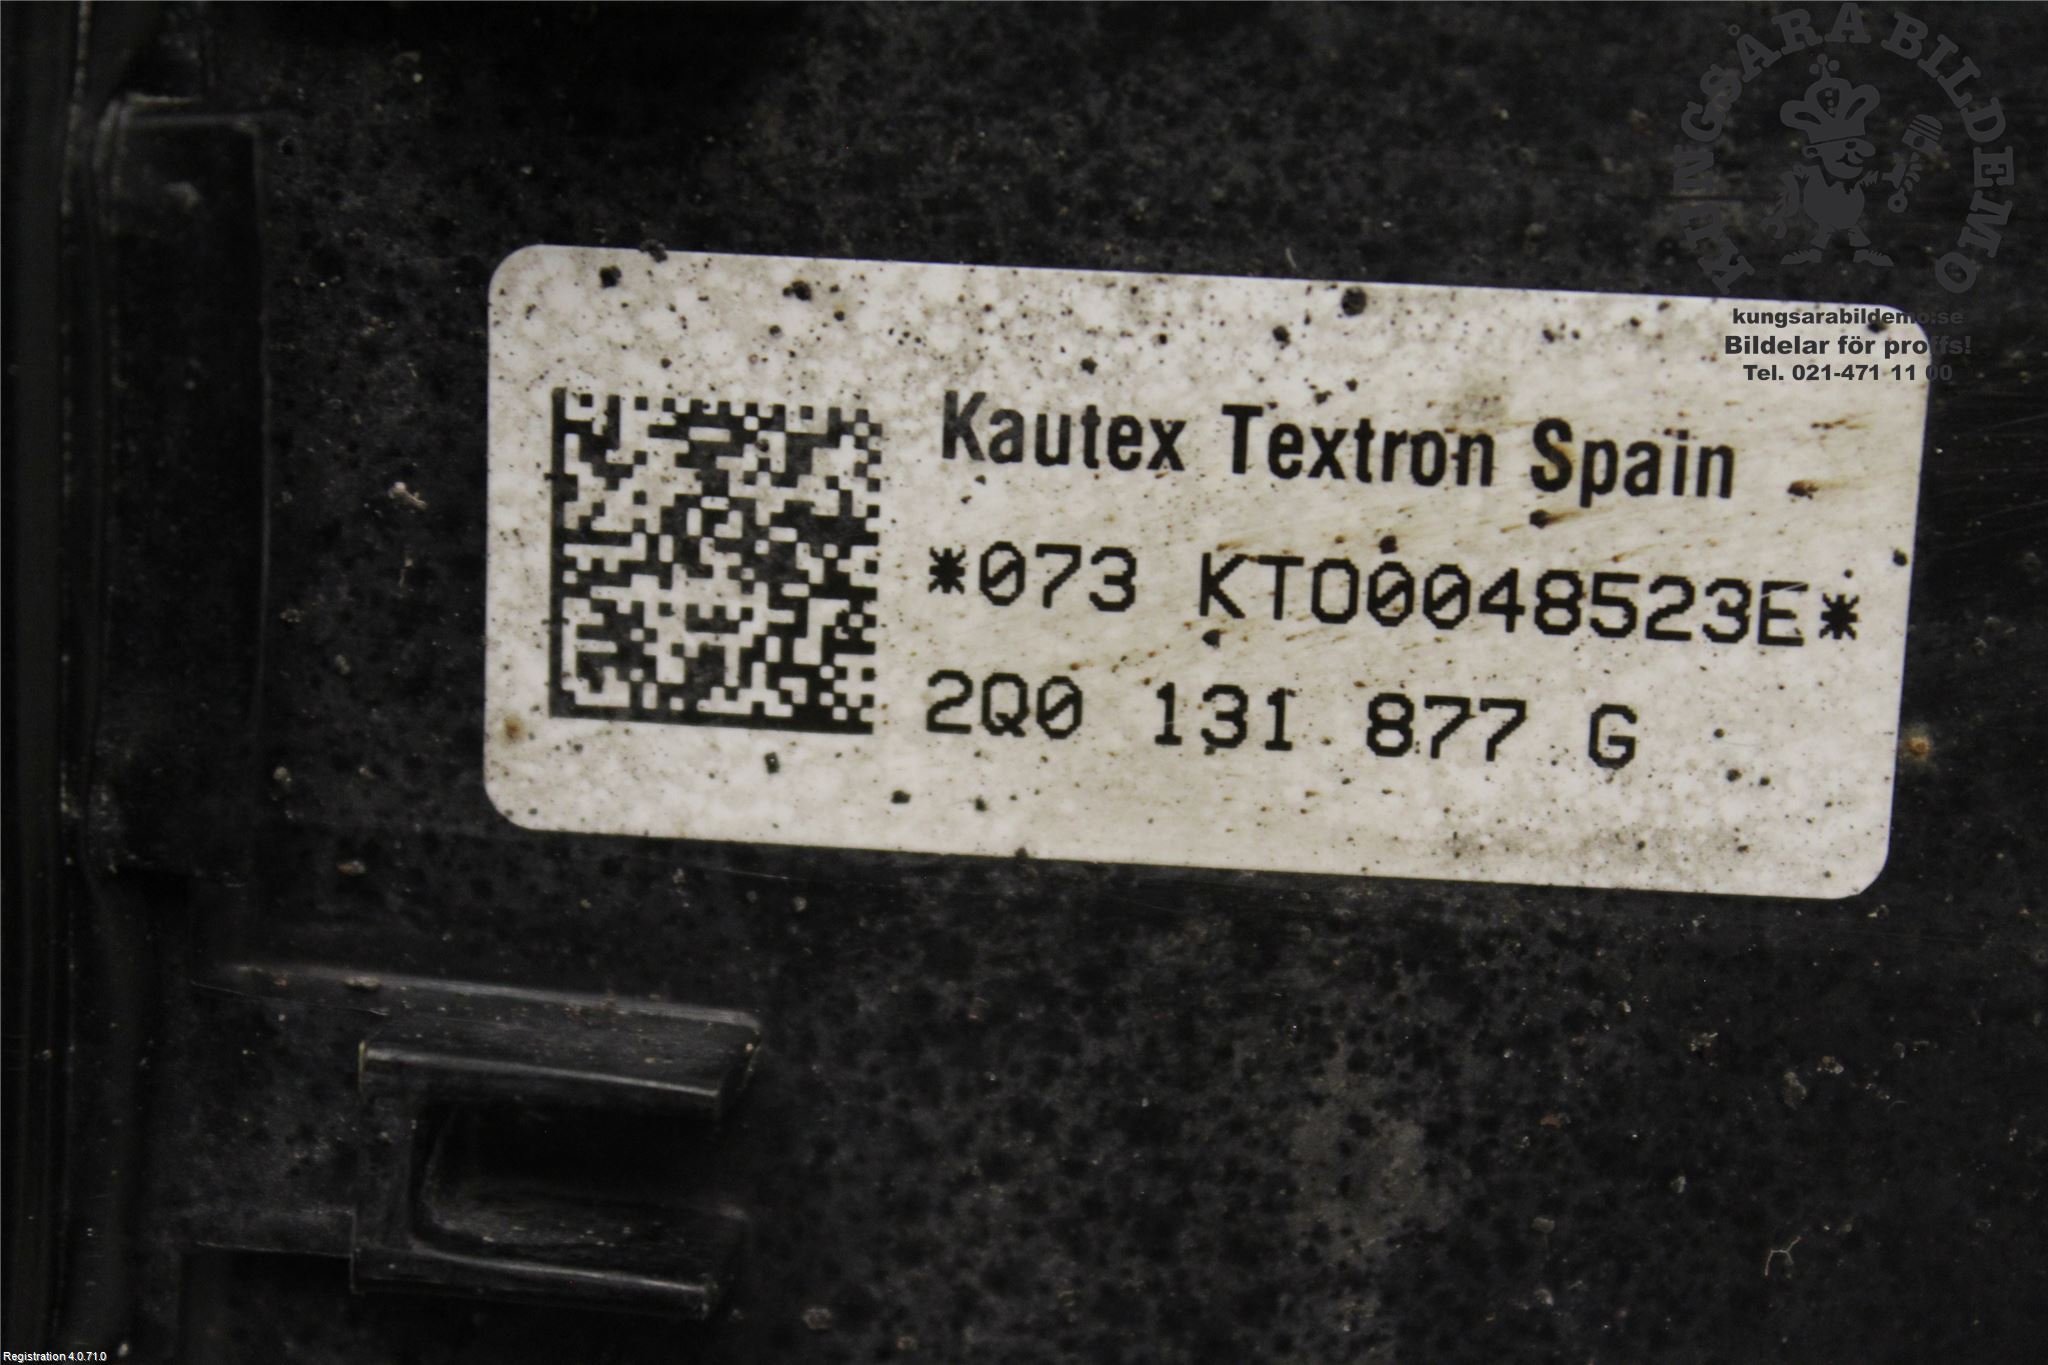 KUNGSÅRA BILDEMO
kungsarabildemo.se
Bildelar för proffs!
Tel. 021-471 11 00
Kautex Textron Spain
*073 KTO0048523E*
2Q0 131 877 G
Registration 4.0.71.0